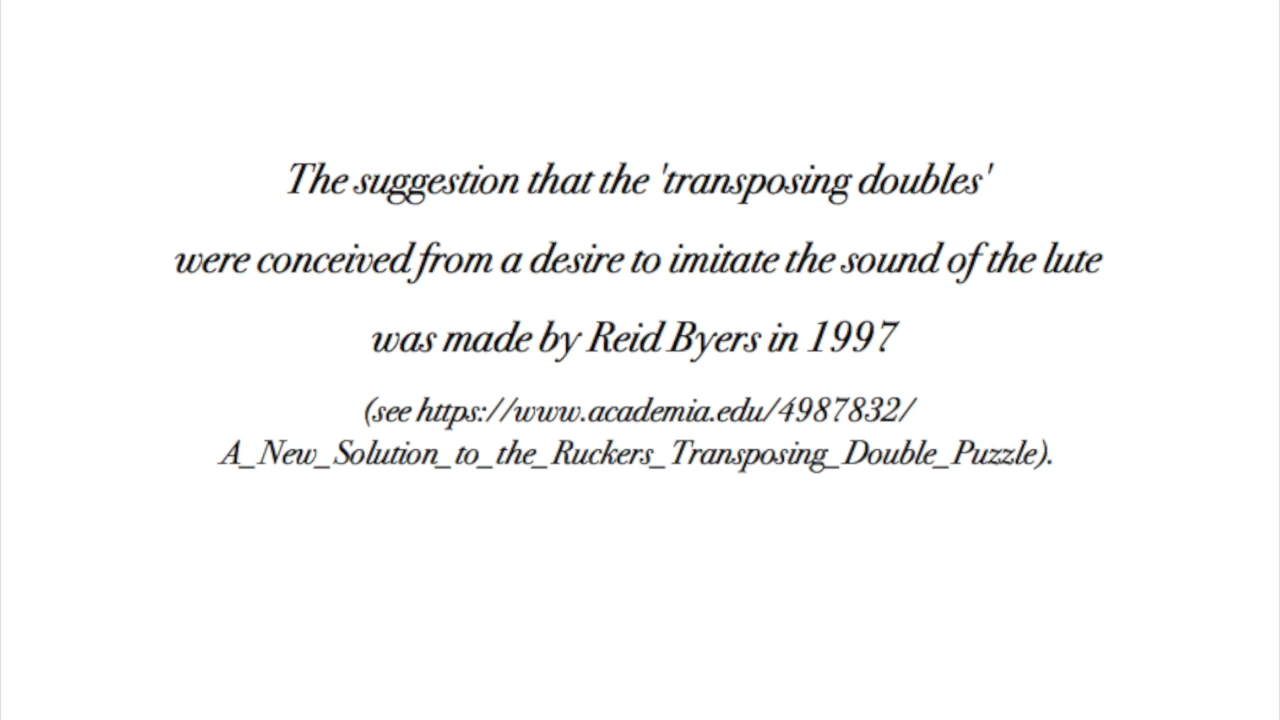 The suggestion that the 'transposing doubles'
were conceived from a desire to imitate the sound of the lute
was made by Reid Byers in 1997
(see https://www.academia.edu/4987832/
A_New_Solution_to_the_Ruckers_Transposing_Double_Puzzle).